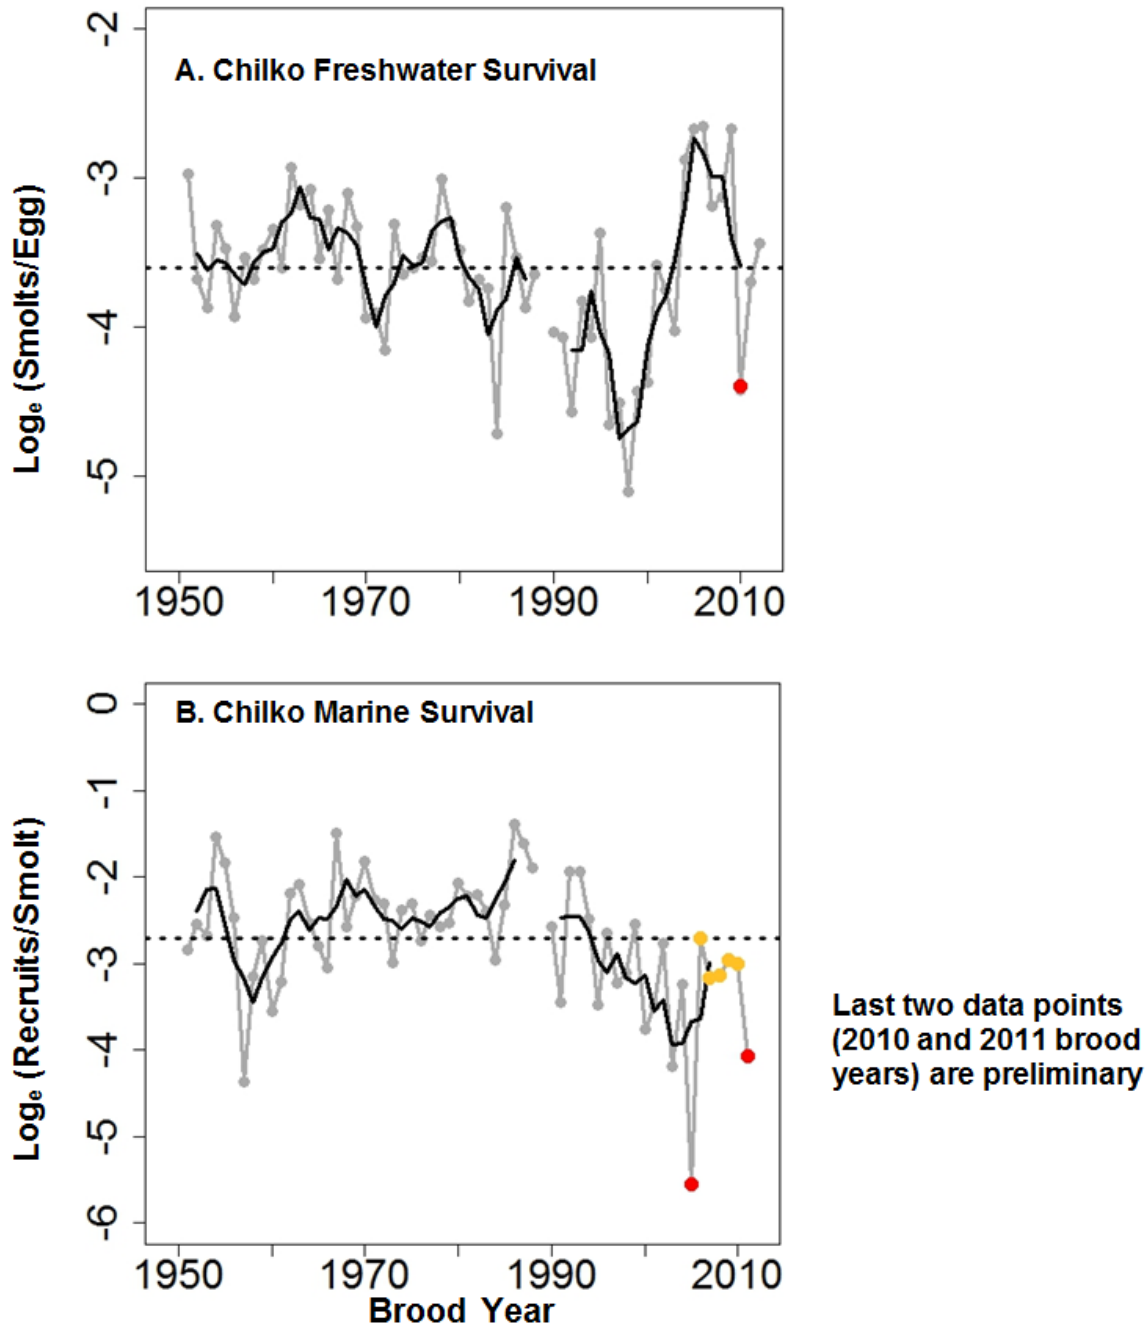 A. Chilko Freshwater Survival
Logₑ (Smolts/Egg)
-2
-3
-4
-5
1950 1970 1990 2010
B. Chilko Marine Survival
Logₑ (Recruits/Smolt)
0
-1
-2
-3
-4
-5
-6
1950 1970 1990 2010
Brood Year
Last two data points
(2010 and 2011 brood
years) are preliminary